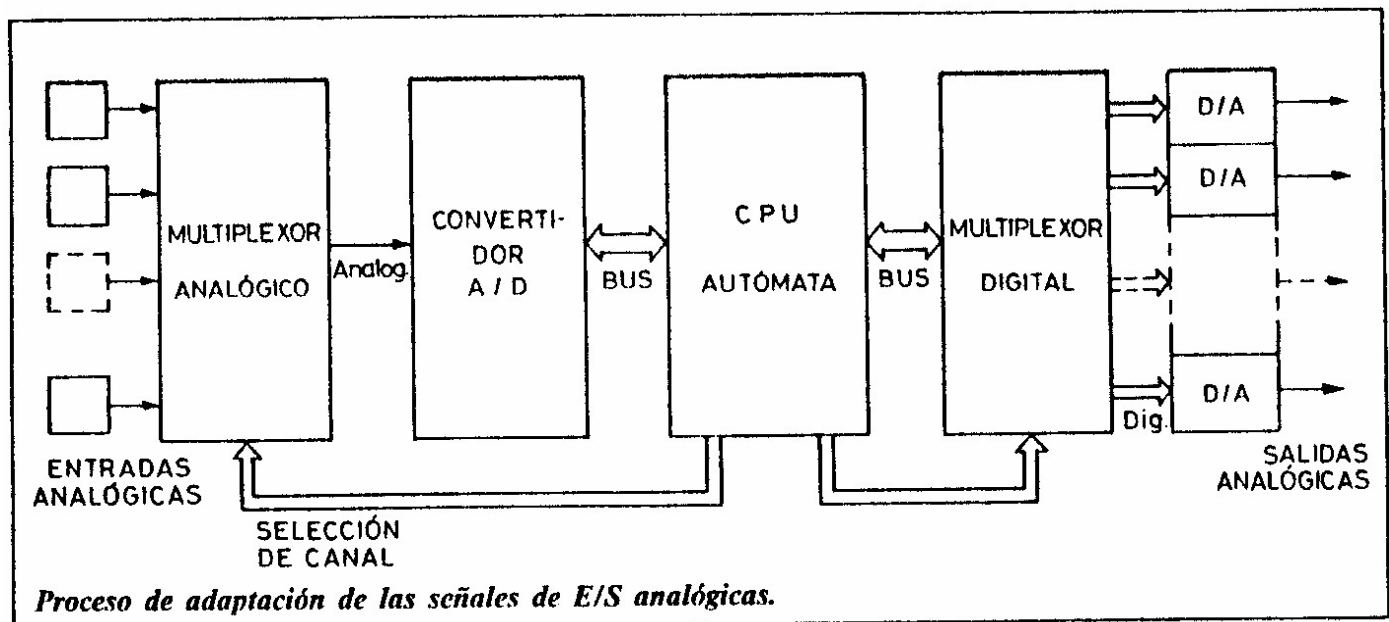 MULTIPLEXOR
ANALÓGICO
Analog.
CONVERTI-
DOR
A/D
BUS
CPU
AUTÓMATA
BUS
MULTIPLEXOR
DIGITAL
D/A
D/A
D/A
Dig.
ENTRADAS
ANALÓGICAS
SALIDAS
ANALÓGICAS
SELECCIÓN
DE CANAL
Proceso de adaptación de las señales de E/S analógicas.